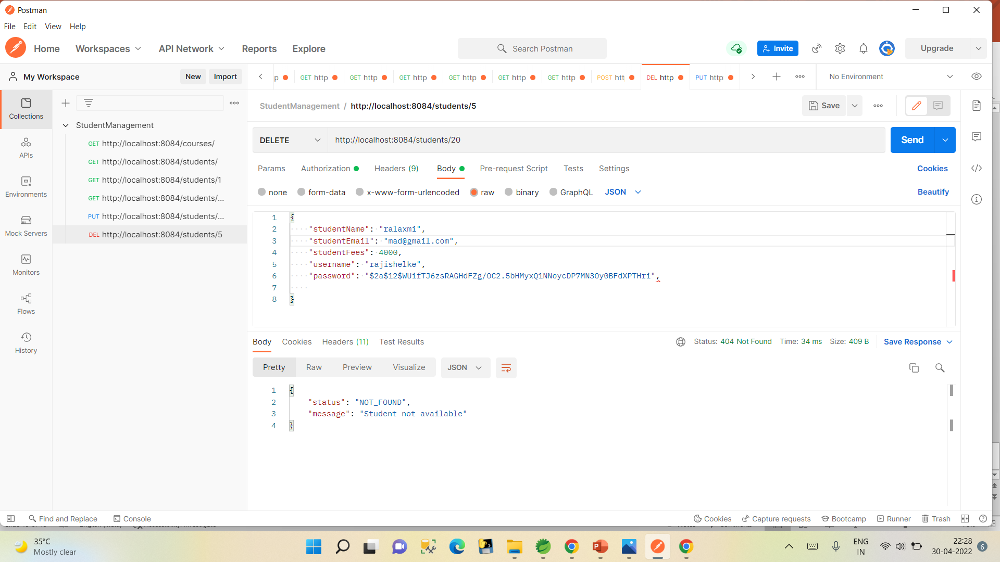 Postman
File Edit View Help
Home Workspaces API Network Reports Explore Search Postman Invite Upgrade
My Workspace New Import
p GET http GET http GET http GET http GET http GET http POST htt DEL http PUT http No Environment
Collections
APIs
Environments
Mock Servers
Monitors
Flows
History
StudentManagement
GET http://localhost:8084/courses/
GET http://localhost:8084/students/
GET http://localhost:8084/students/1
GET http://localhost:8084/students/...
PUT http://localhost:8084/students/...
DEL http://localhost:8084/students/5
StudentManagement / http://localhost:8084/students/5 Save
DELETE http://localhost:8084/students/20 Send
Params Authorization Headers (9) Body Pre-request Script Tests Settings Cookies
none form-data x-www-form-urlencoded raw binary GraphQL JSON Beautify
1 {
2 "studentName": "ralaxmi",
3 "studentEmail": "mad@gmail.com",
4 "studentFees": 4000,
5 "username": "rajishelke",
6 "password": "$2a$12$WUifTJ6zsRAGHdFZg/OC2.5bHMyxQ1NNoycDP7MN3Oy0BFdXPTHri",
7
8 }
Body Cookies Headers (11) Test Results Status: 404 Not Found Time: 34 ms Size: 409 B Save Response
Pretty Raw Preview Visualize JSON
1 {
2 "status": "NOT_FOUND",
3 "message": "Student not available"
4 }
Find and Replace Console Cookies Capture requests Bootcamp Runner Trash
35°C
Mostly clear
ENG
IN
22:28
30-04-2022
6